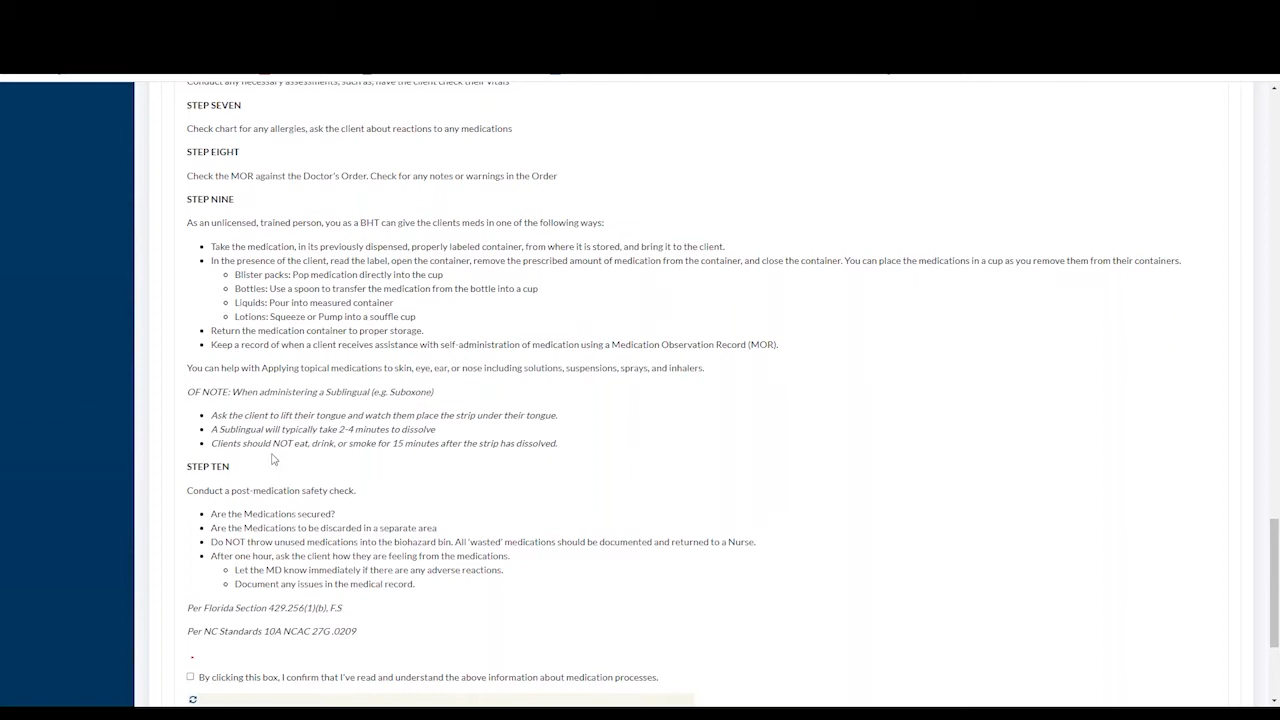 Conduct any necessary assessments, such as, have the client check their vitals
STEP SEVEN
Check chart for any allergies, ask the client about reactions to any medications
STEP EIGHT
Check the MOR against the Doctor's Order. Check for any notes or warnings in the Order
STEP NINE
As an unlicensed, trained person, you as a BHT can give the clients meds in one of the following ways:
Take the medication, in its previously dispensed, properly labeled container, from where it is stored, and bring it to the client.
In the presence of the client, read the label, open the container, remove the prescribed amount of medication from the container, and close the container. You can place the medications in a cup as you remove them from their containers.
Blister packs: Pop medication directly into the cup
Bottles: Use a spoon to transfer the medication from the bottle into a cup
Liquids: Pour into measured container
Lotions: Squeeze or Pump into a souffle cup
Return the medication container to proper storage.
Keep a record of when a client receives assistance with self-administration of medication using a Medication Observation Record (MOR).
You can help with Applying topical medications to skin, eye, ear, or nose including solutions, suspensions, sprays, and inhalers.
OF NOTE: When administering a Sublingual (e.g. Suboxone)
Ask the client to lift their tongue and watch them place the strip under their tongue.
A Sublingual will typically take 2-4 minutes to dissolve
Clients should NOT eat, drink, or smoke for 15 minutes after the strip has dissolved.
STEP TEN
Conduct a post-medication safety check.
Are the Medications secured?
Are the Medications to be discarded in a separate area
Do NOT throw unused medications into the biohazard bin. All 'wasted' medications should be documented and returned to a Nurse.
After one hour, ask the client how they are feeling from the medications.
Let the MD know immediately if there are any adverse reactions.
Document any issues in the medical record.
Per Florida Section 429.256(1)(b), F.S
Per NC Standards 10A NCAC 27G .0209
By clicking this box, I confirm that I've read and understand the above information about medication processes.